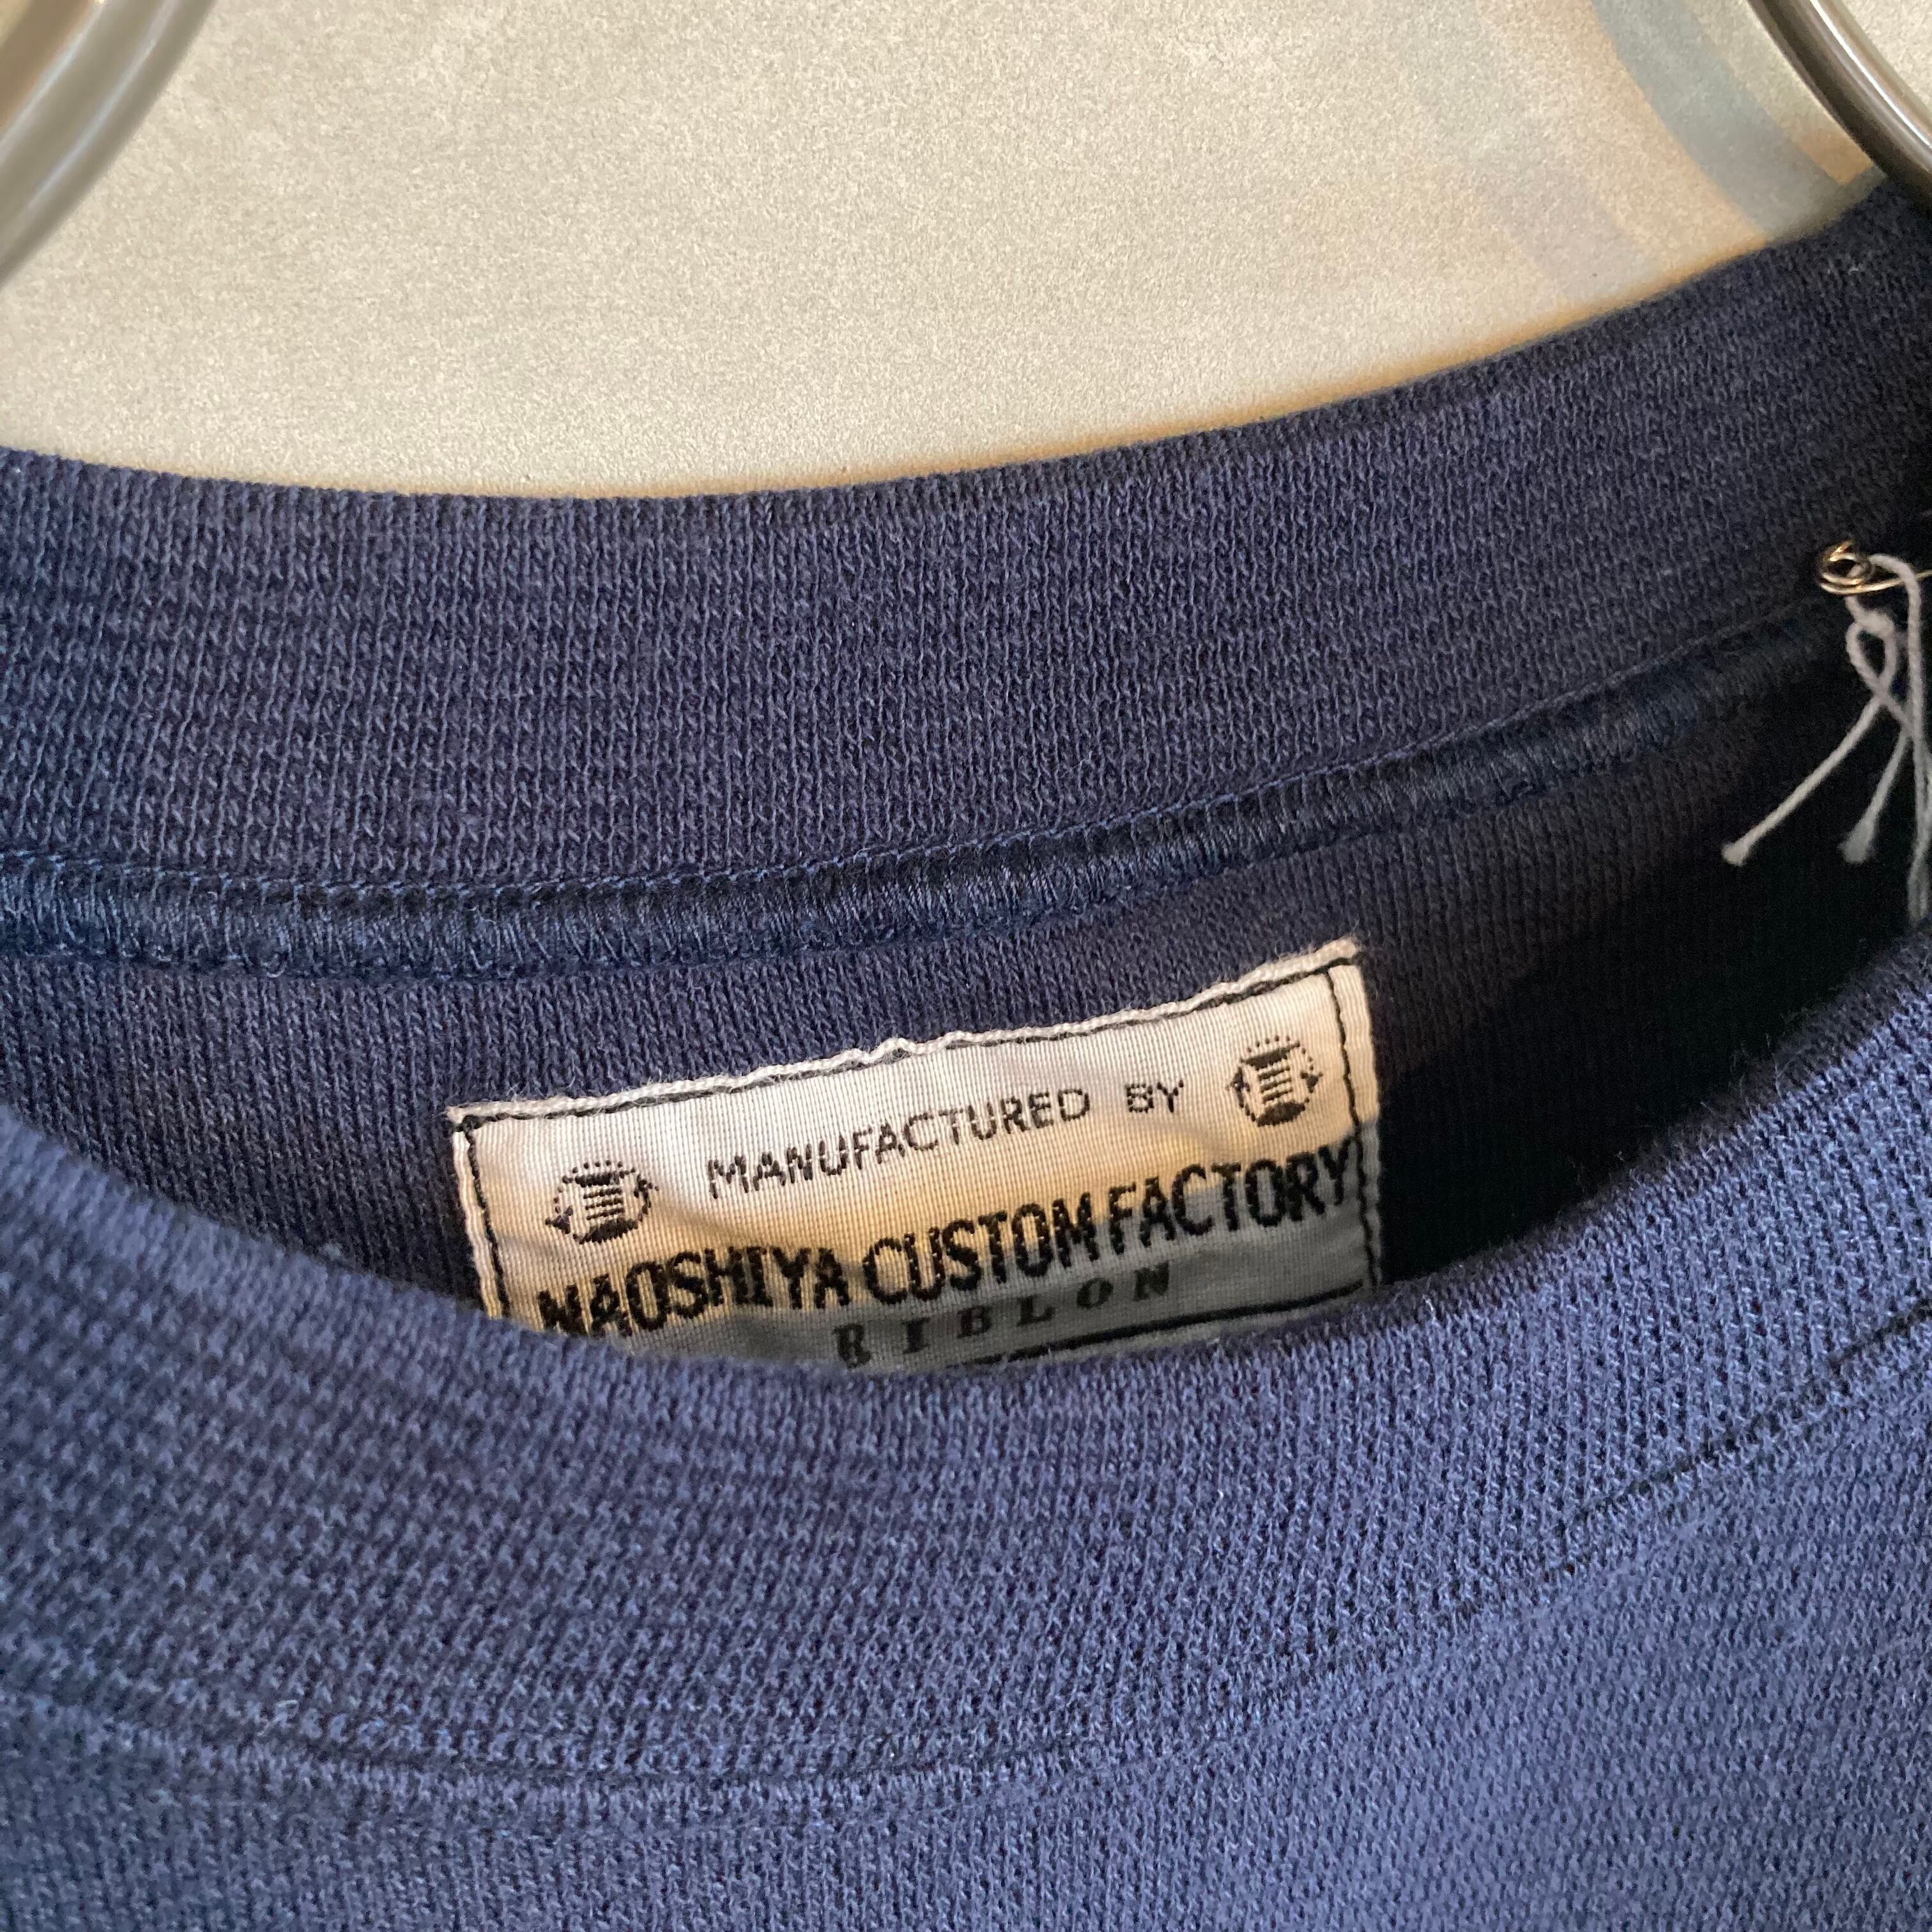 MANUFACTURED BY
NAOSHIYA CUSTOM FACTORY
RIBLON